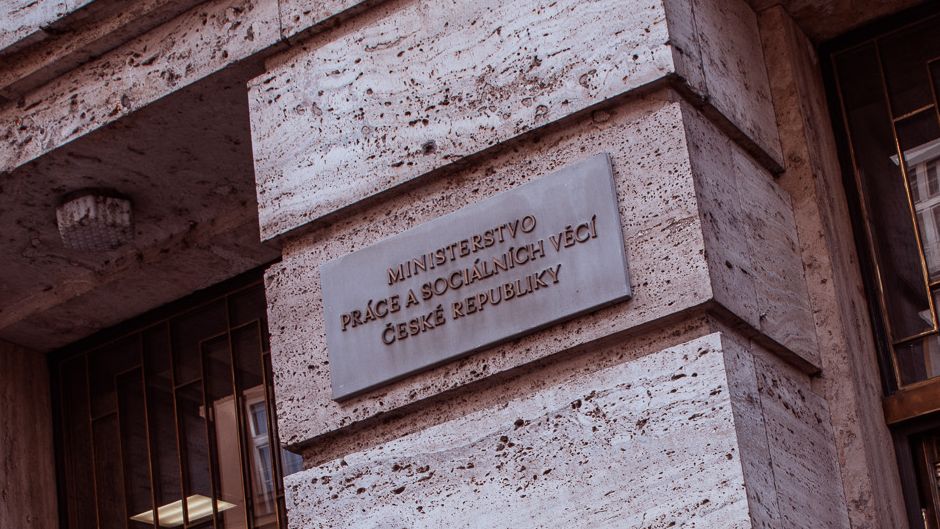 MINISTERSTVO
PRÁCE A SOCIÁLNÍCH VĚCÍ
ČESKÉ REPUBLIKY